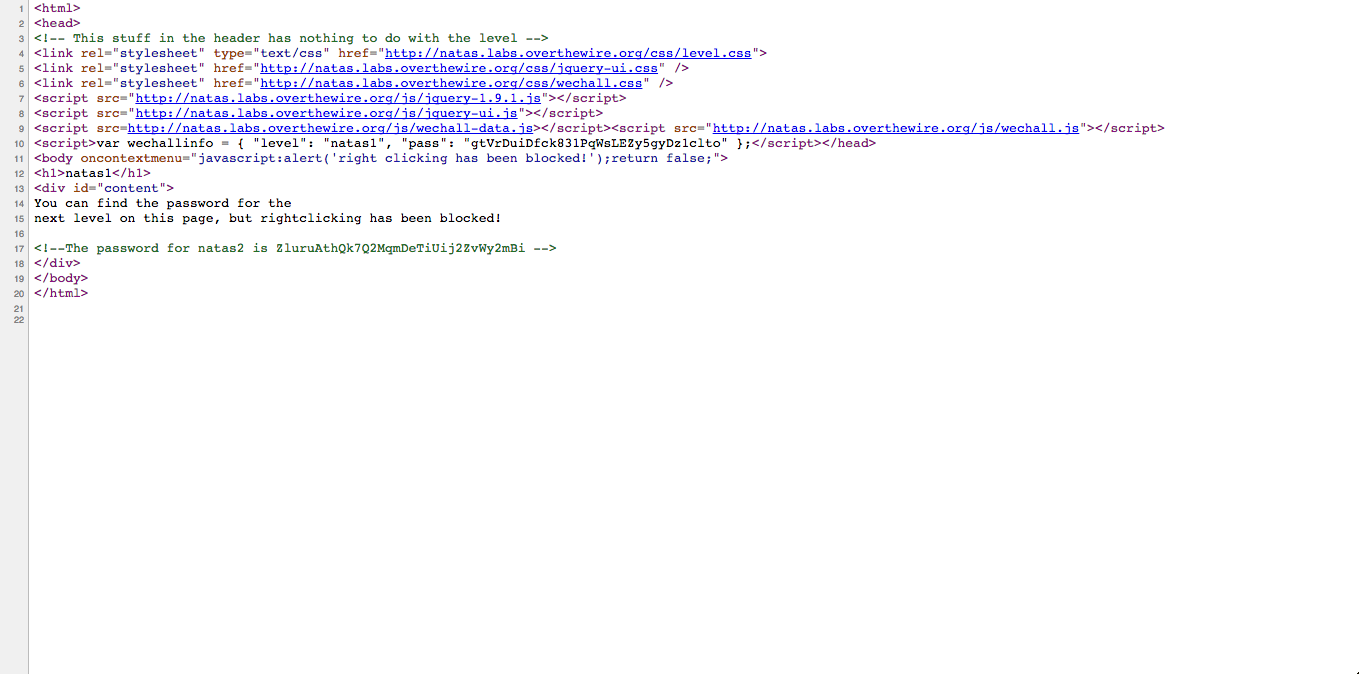 1 <html>
2 <head>
3 <!-- This stuff in the header has nothing to do with the level -->
4 <link rel="stylesheet" type="text/css" href="http://natas.labs.overthewire.org/css/level.css">
5 <link rel="stylesheet" href="http://natas.labs.overthewire.org/css/jquery-ui.css" />
6 <link rel="stylesheet" href="http://natas.labs.overthewire.org/css/wechall.css" />
7 <script src="http://natas.labs.overthewire.org/js/jquery-1.9.1.js"></script>
8 <script src="http://natas.labs.overthewire.org/js/jquery-ui.js"></script>
9 <script src=http://natas.labs.overthewire.org/js/wechall-data.js></script><script src="http://natas.labs.overthewire.org/js/wechall.js"></script>
10 <script>var wechallinfo = { "level": "natas1", "pass": "gtVrDuiDfck831PqWsLEZy5gyDz1clto" };</script></head>
11 <body oncontextmenu="javascript:alert('right clicking has been blocked!');return false;">
12 <h1>natas1</h1>
13 <div id="content">
14 You can find the password for the
15 next level on this page, but rightclicking has been blocked!
16
17 <!--The password for natas2 is ZluruAthQk7Q2MqmDeTiUij2ZvWy2mBi -->
18 </div>
19 </body>
20 </html>
21
22